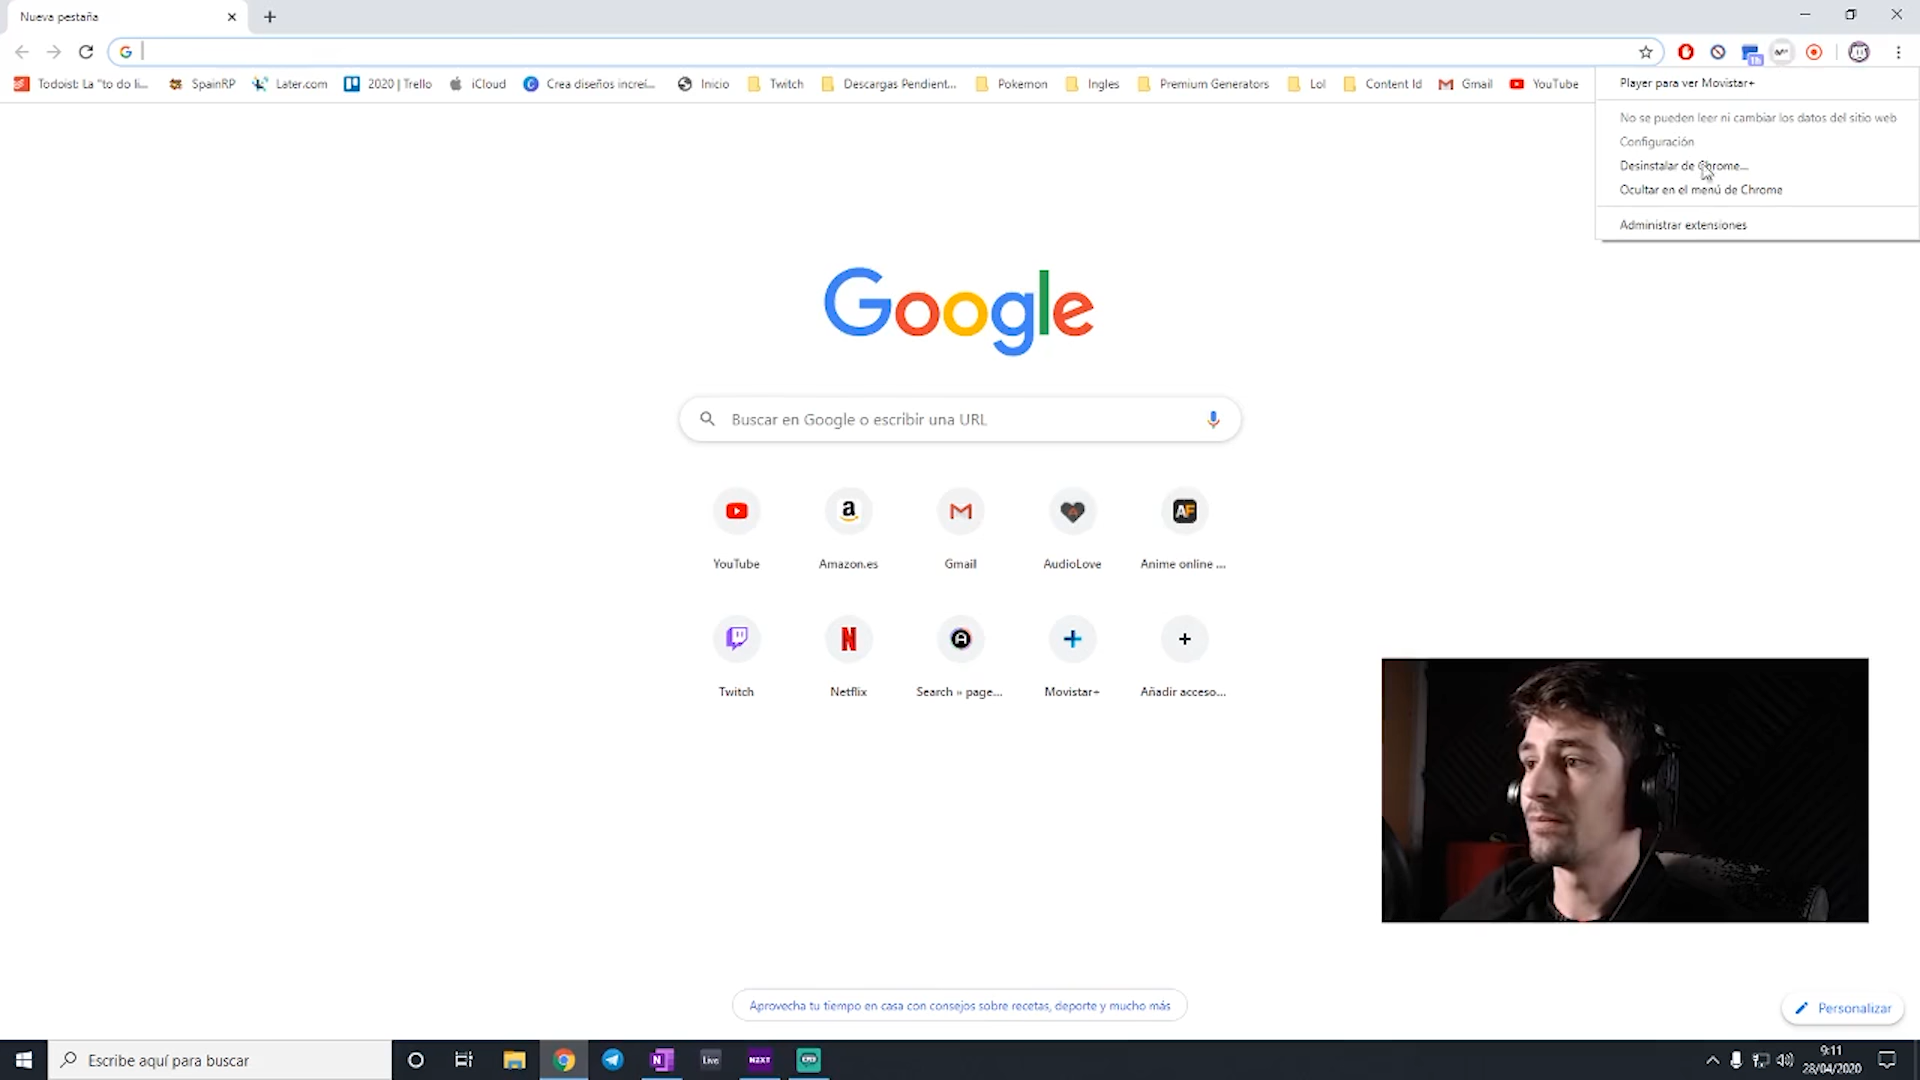 Nueva pestaña
Todoist: La "to do li...
SpainRP
Later.com
2020 | Trello
iCloud
Crea diseños increí...
Inicio
Twitch
Descargas Pendient...
Pokemon
Ingles
Premium Generators
Lol
Content Id
Gmail
YouTube
1h
Player para ver Movistar+
No se pueden leer ni cambiar los datos del sitio web
Configuración
Desinstalar de Chrome...
Ocultar en el menú de Chrome
Administrar extensiones
Google
Buscar en Google o escribir una URL
YouTube
Amazon.es
Gmail
AudioLove
Anime online ...
Twitch
Netflix
Search » page...
Movistar+
Añadir acceso...
Aprovecha tu tiempo en casa con consejos sobre recetas, deporte y mucho más
Personalizar
Escribe aquí para buscar
Live
NZXT
9:11
28/04/2020